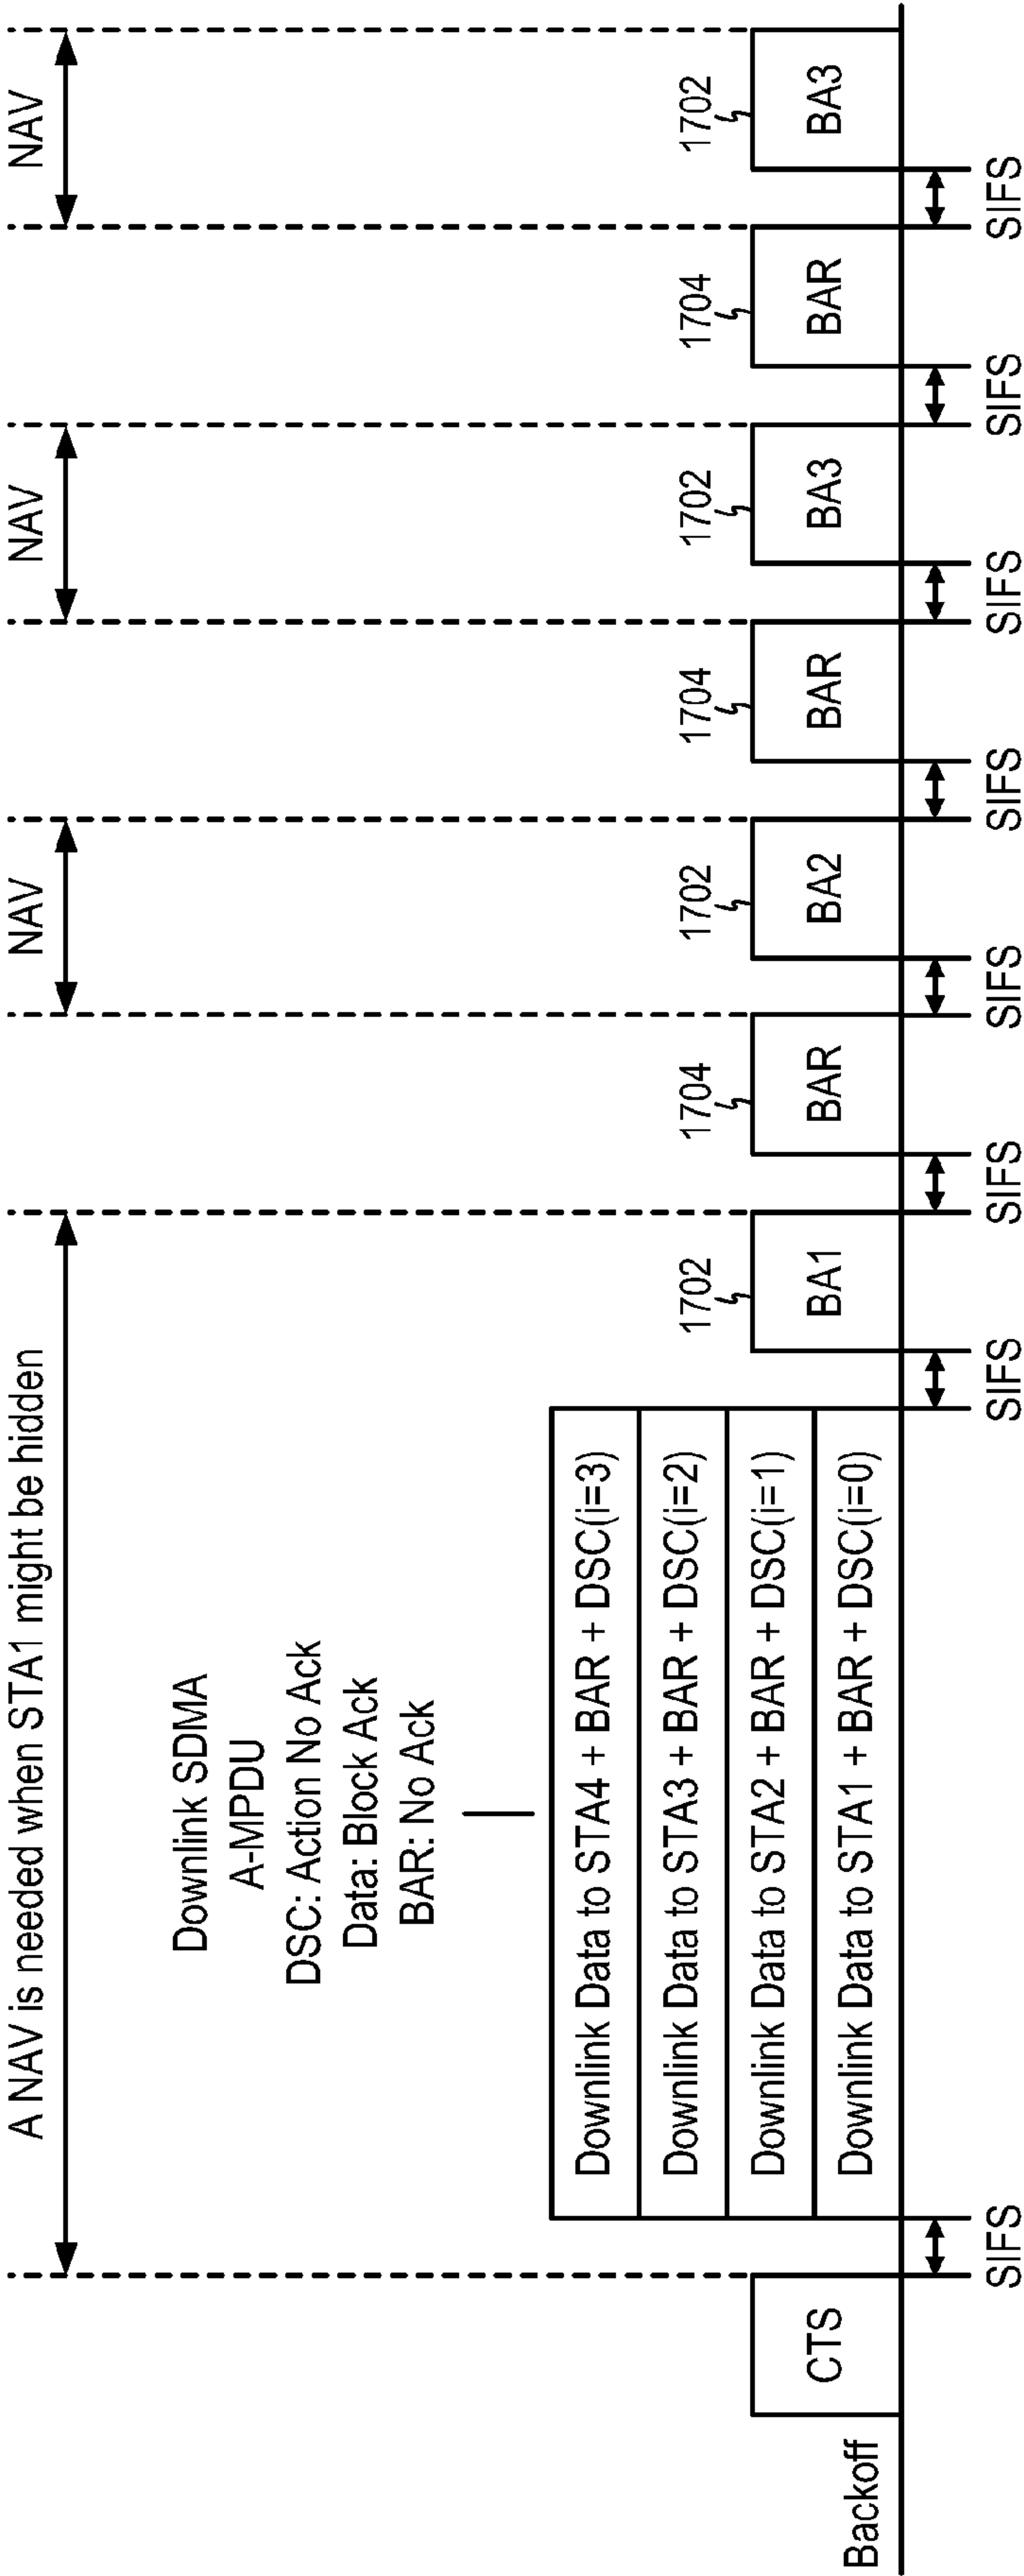 A NAV is needed when STA1 might be hidden
NAV
NAV
NAV
Downlink SDMA
A-MPDU
DSC: Action No Ack
Data: Block Ack
BAR: No Ack
Downlink Data to STA4 + BAR + DSC(i=3)
Downlink Data to STA3 + BAR + DSC(i=2)
Downlink Data to STA2 + BAR + DSC(i=1)
Downlink Data to STA1 + BAR + DSC(i=0)
1702
1704
1702
1704
1702
1704
1702
Backoff
CTS
BA1
BAR
BA2
BAR
BA3
BAR
BA3
SIFS
SIFS
SIFS
SIFS
SIFS
SIFS
SIFS
SIFS